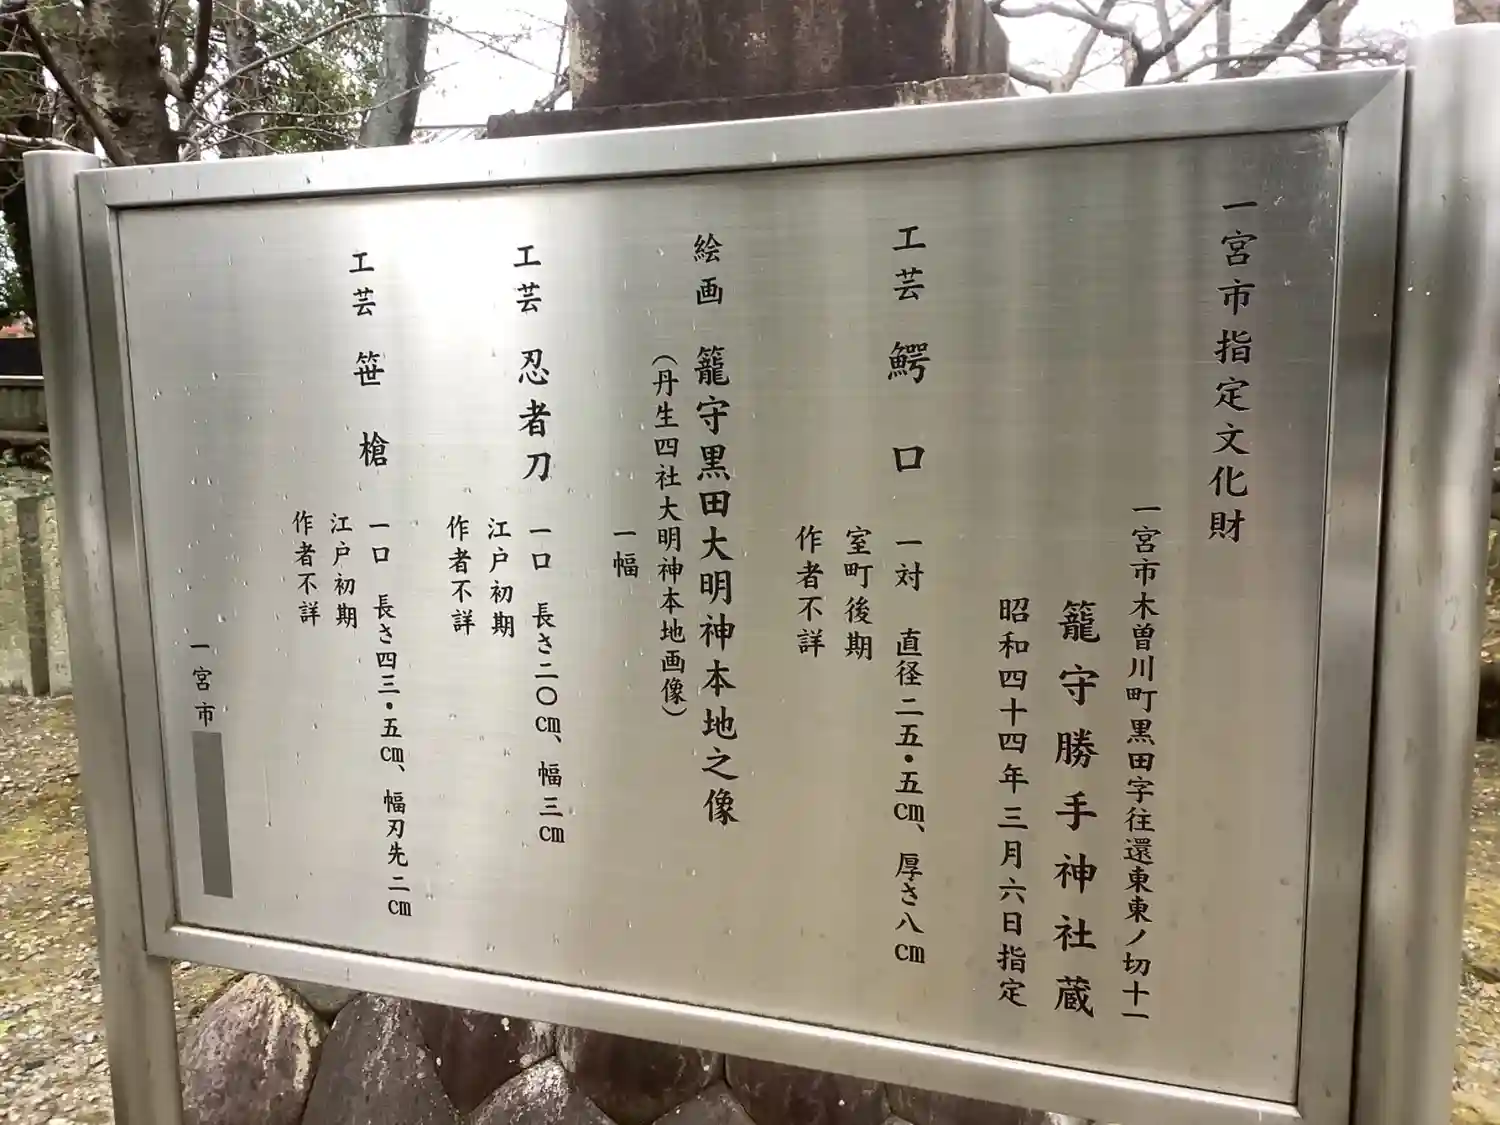 一宮市指定文化財
一宮市木曽川町黒田字往還東東ノ切十一
籠守勝手神社蔵
昭和四十四年三月六日指定
工芸 鰐口 一対 直径二五・五㎝、厚さ八㎝
室町後期
作者不詳
絵画 籠守黒田大明神本地之像
（丹生四社大明神本地画像）
一幅
工芸 忍者刀 一口 長さ二〇㎝、幅三㎝
江戸初期
作者不詳
工芸 笹槍 一口 長さ四三・五㎝、幅刃先二㎝
江戸初期
作者不詳
一宮市